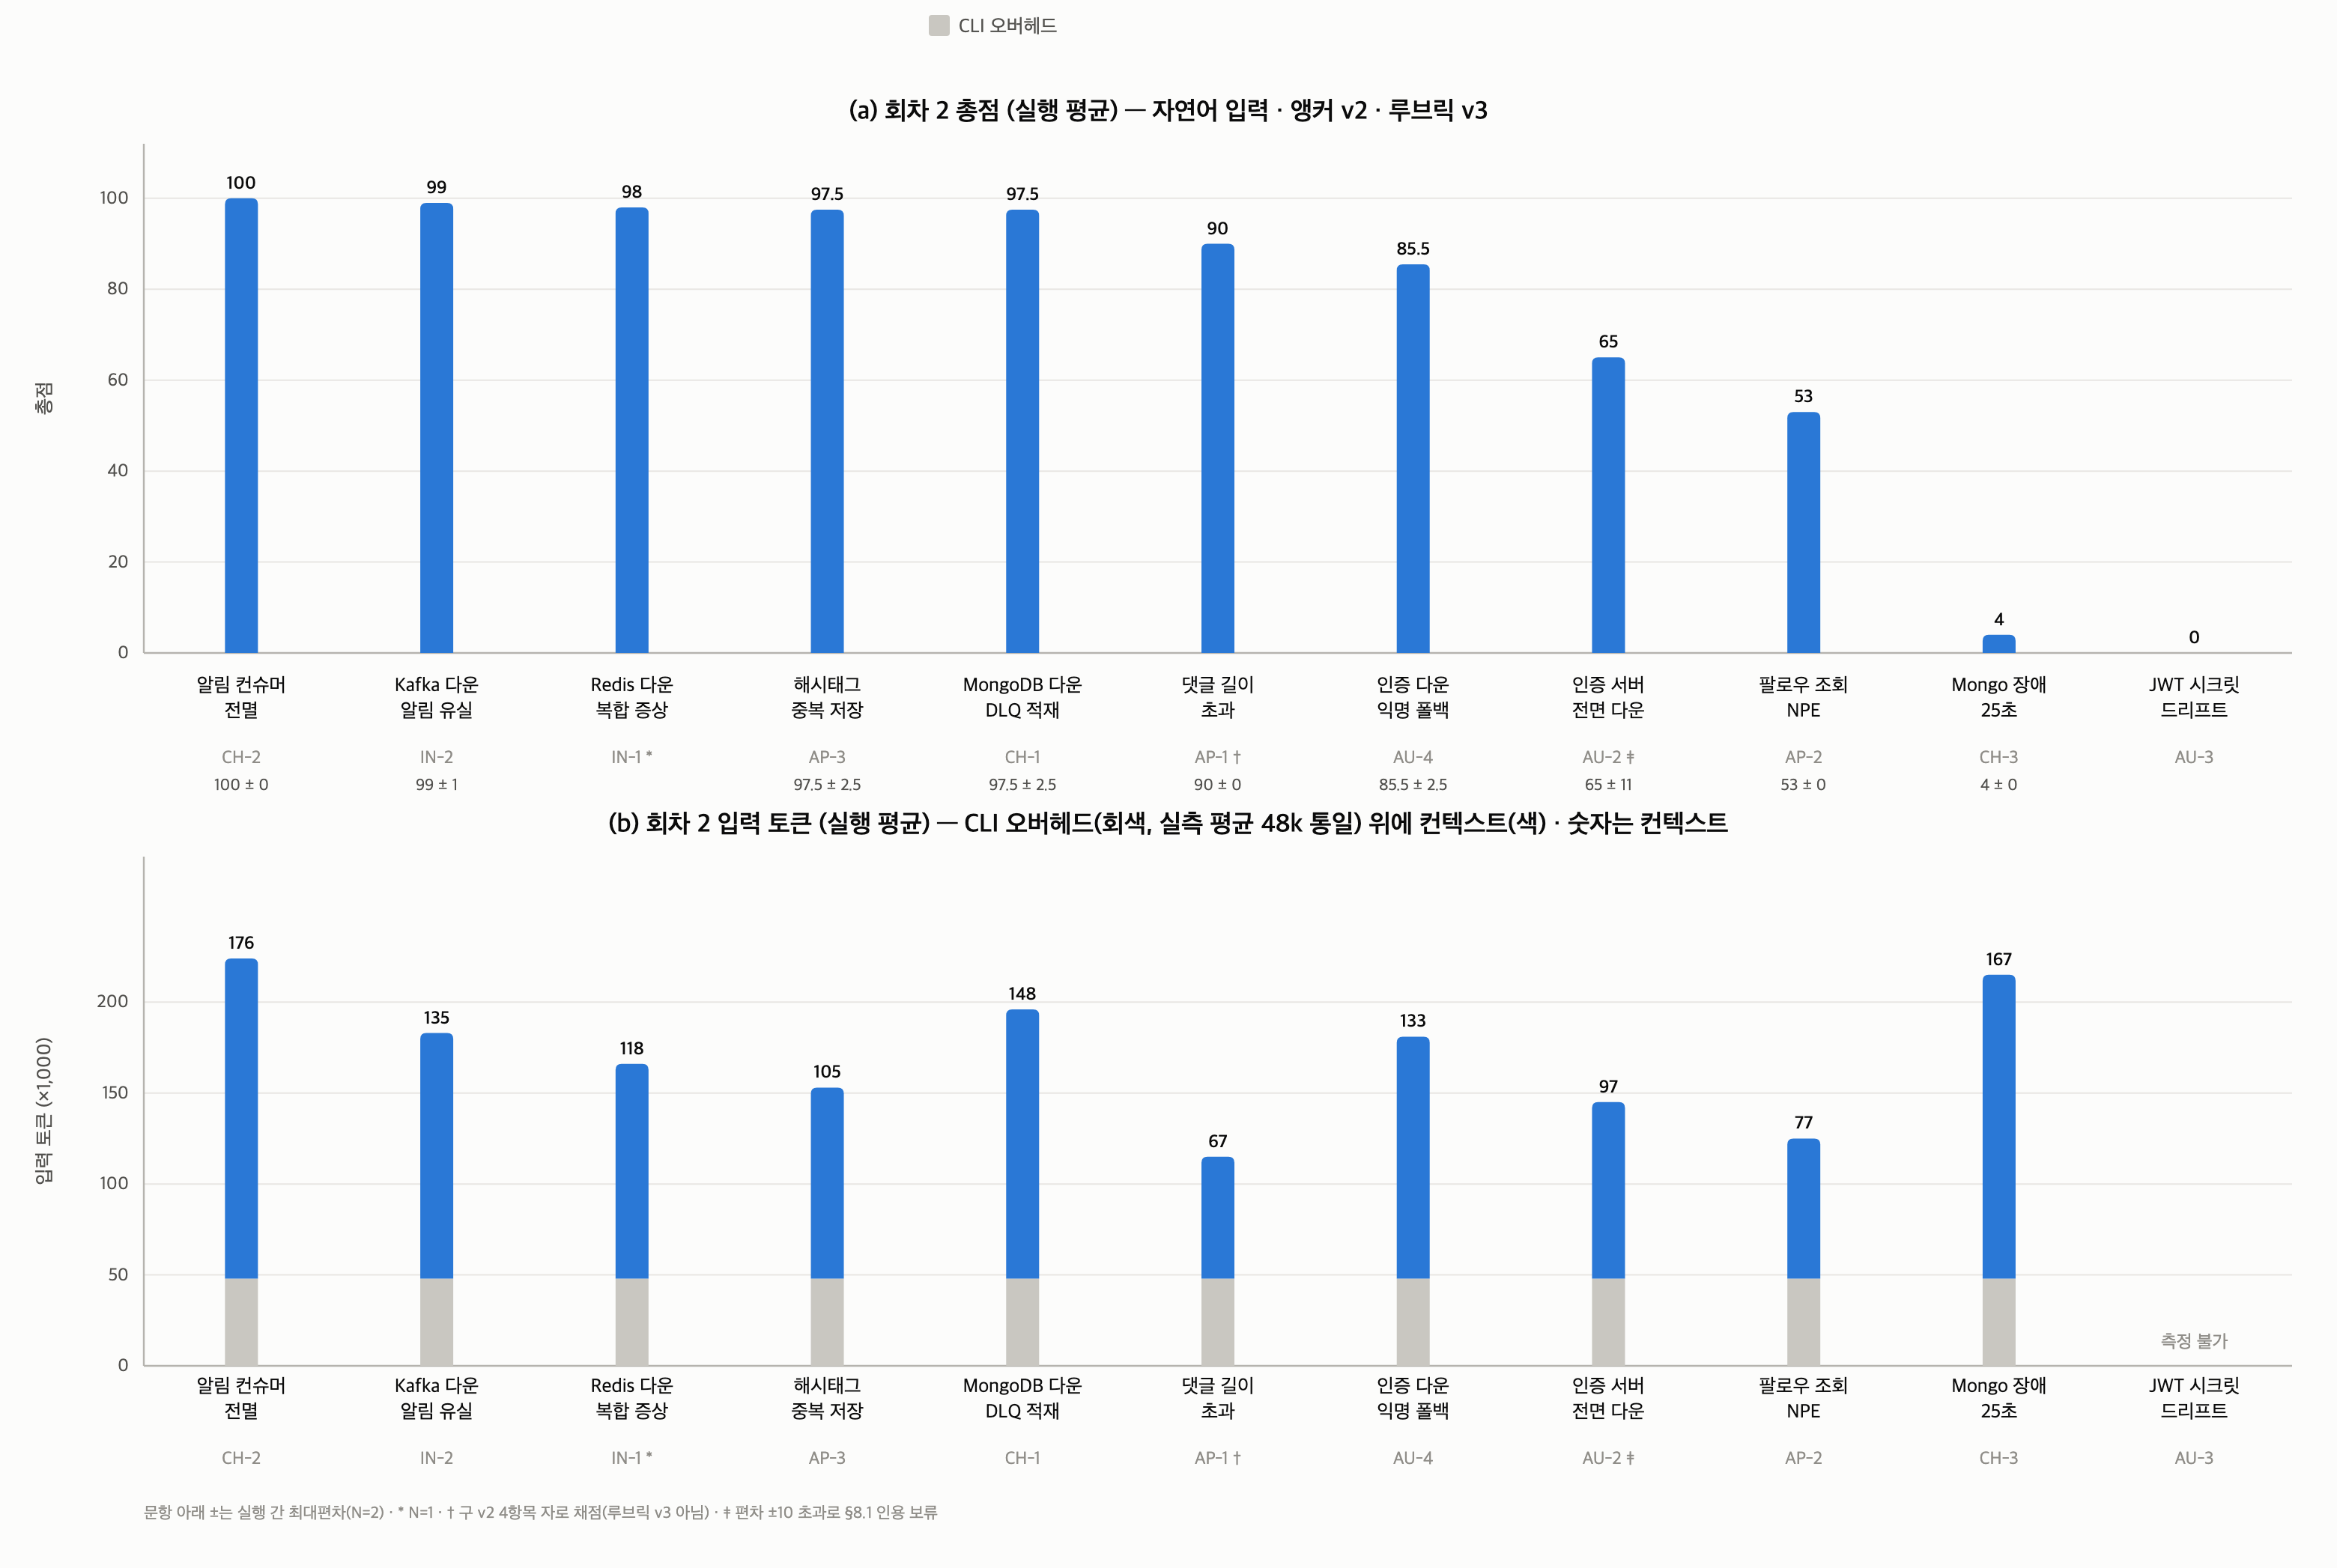 CLI 오버헤드
(a) 회차 2 총점 (실행 평균) — 자연어 입력 · 앵커 v2 · 루브릭 v3
총점
100
80
60
40
20
0
100
99
98
97.5
97.5
90
85.5
65
53
4
0
알림 컨슈머 전멸
CH-2
100 ± 0
Kafka 다운 알림 유실
IN-2
99 ± 1
Redis 다운 복합 증상
IN-1 *
해시태그 중복 저장
AP-3
97.5 ± 2.5
MongoDB 다운 DLQ 적재
CH-1
97.5 ± 2.5
댓글 길이 초과
AP-1 †
90 ± 0
인증 다운 익명 폴백
AU-4
85.5 ± 2.5
인증 서버 전면 다운
AU-2 ‡
65 ± 11
팔로우 조회 NPE
AP-2
53 ± 0
Mongo 장애 25초
CH-3
4 ± 0
JWT 시크릿 드리프트
AU-3
(b) 회차 2 입력 토큰 (실행 평균) — CLI 오버헤드(회색, 실측 평균 48k 통일) 위에 컨텍스트(색) · 숫자는 컨텍스트
입력 토큰 (×1,000)
200
150
100
50
0
176
135
118
105
148
67
133
97
77
167
측정 불가
알림 컨슈머 전멸
CH-2
Kafka 다운 알림 유실
IN-2
Redis 다운 복합 증상
IN-1 *
해시태그 중복 저장
AP-3
MongoDB 다운 DLQ 적재
CH-1
댓글 길이 초과
AP-1 †
인증 다운 익명 폴백
AU-4
인증 서버 전면 다운
AU-2 ‡
팔로우 조회 NPE
AP-2
Mongo 장애 25초
CH-3
JWT 시크릿 드리프트
AU-3
문항 아래 ±는 실행 간 최대편차(N=2) · * N=1 · † 구 v2 4항목 자로 채점(루브릭 v3 아님) · ‡ 편차 ±10 초과로 §8.1 인용 보류